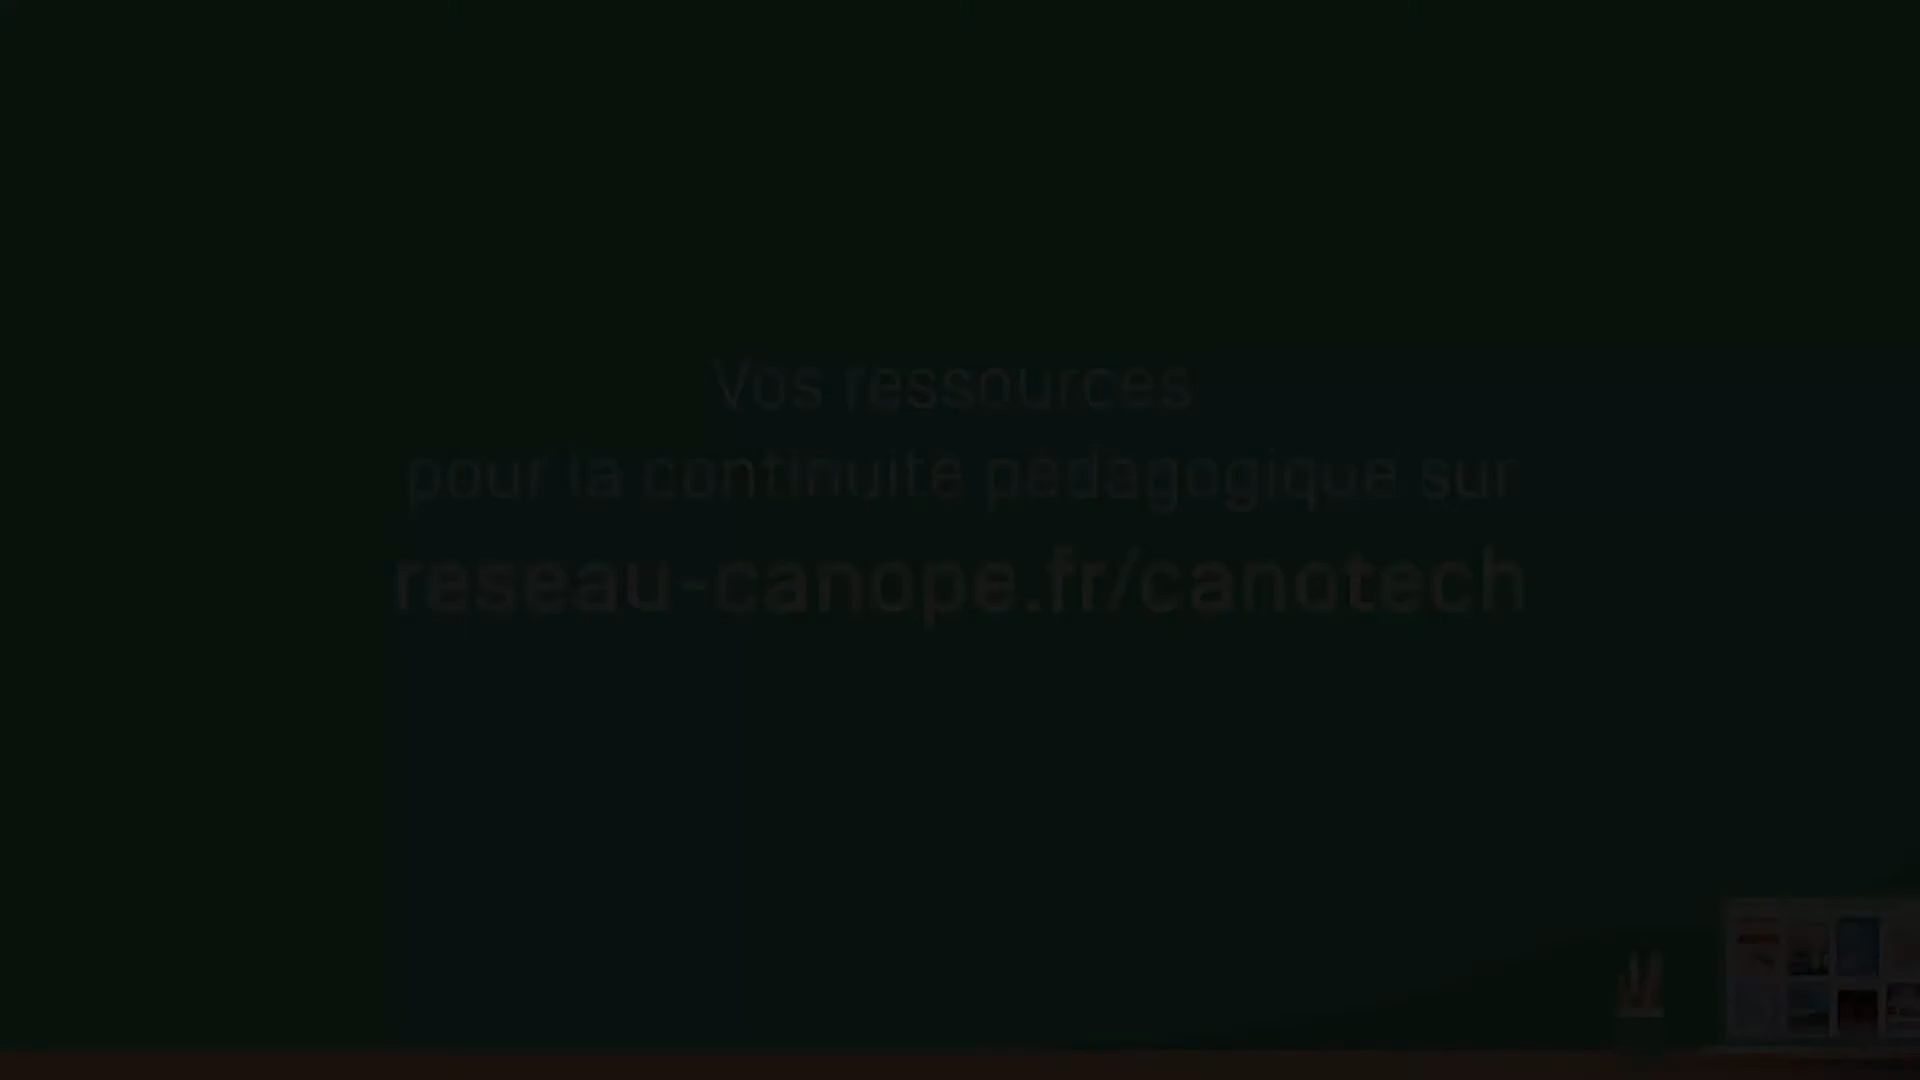 Vos ressources
pour la continuité pédagogique sur
reseau-canope.fr/canotech